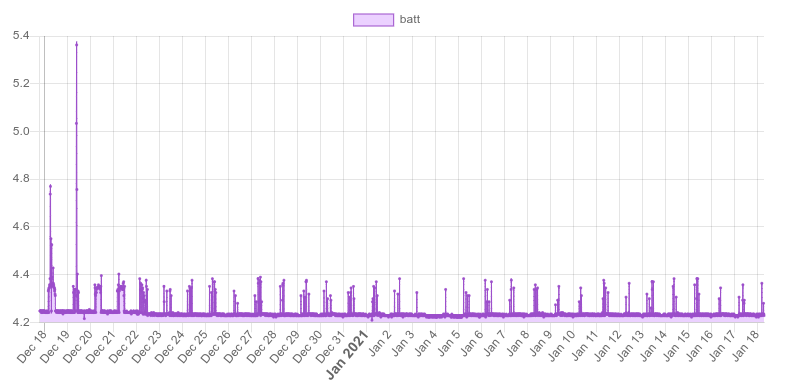 batt
5.4
5.2
5.0
4.8
4.6
4.4
4.2
Dec 18
Dec 19
Dec 20
Dec 21
Dec 22
Dec 23
Dec 24
Dec 25
Dec 26
Dec 27
Dec 28
Dec 29
Dec 30
Dec 31
Jan 2021
Jan 2
Jan 3
Jan 4
Jan 5
Jan 6
Jan 7
Jan 8
Jan 9
Jan 10
Jan 11
Jan 12
Jan 13
Jan 14
Jan 15
Jan 16
Jan 17
Jan 18